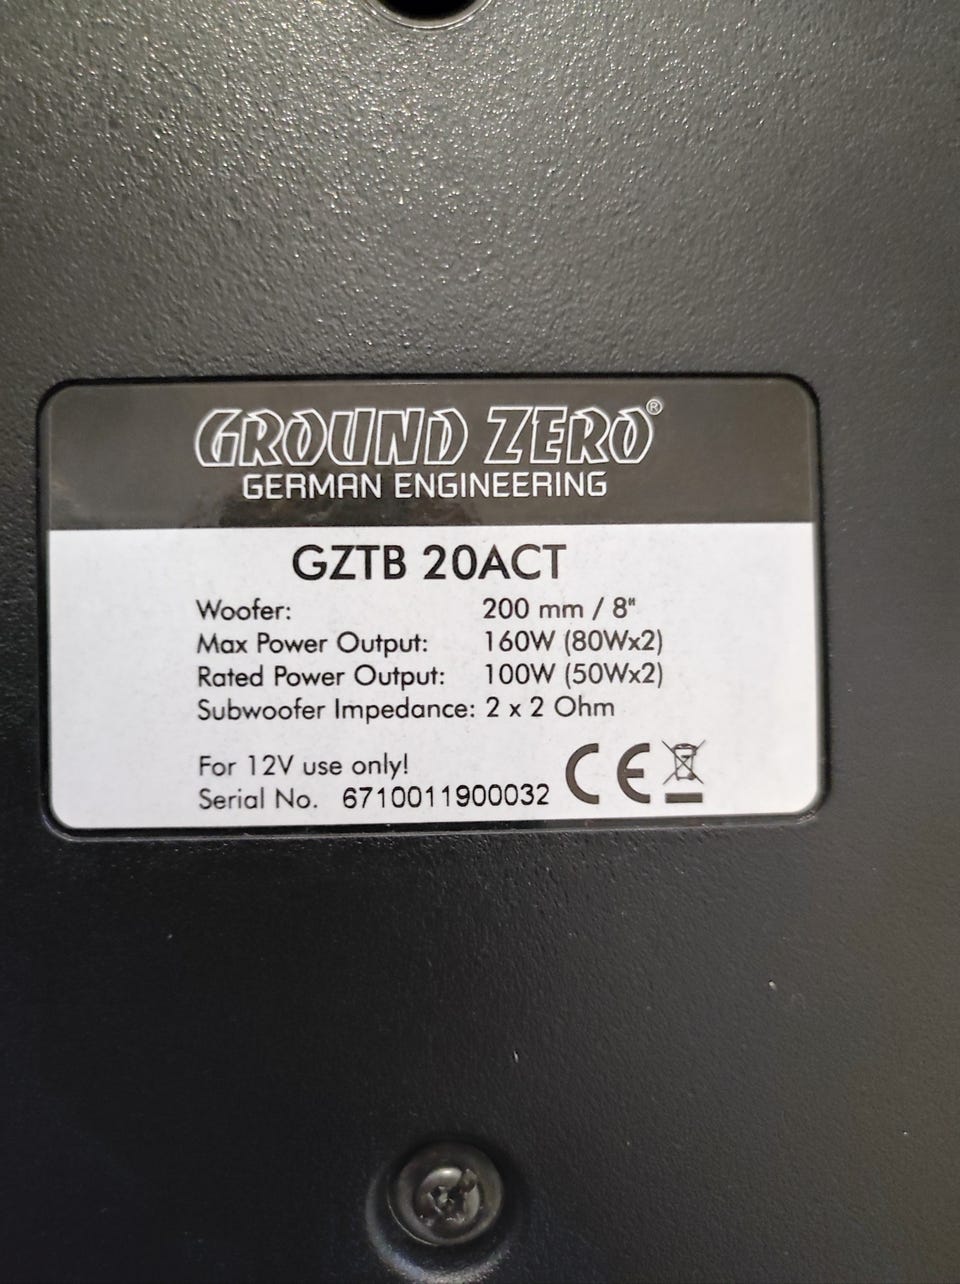 GROUND ZERO®
GERMAN ENGINEERING
GZTB 20ACT
Woofer: 200 mm / 8"
Max Power Output: 160W (80Wx2)
Rated Power Output: 100W (50Wx2)
Subwoofer Impedance: 2 x 2 Ohm
For 12V use only!
Serial No. 6710011900032
CE